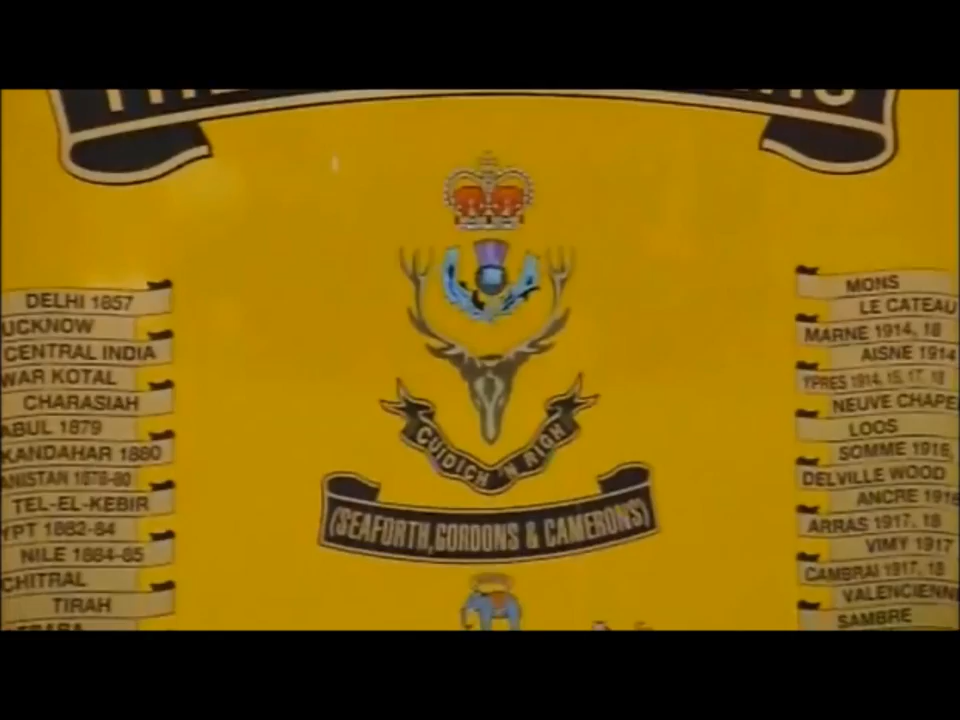 DELHI 1857
UCKNOW
CENTRAL INDIA
WAR KOTAL
CHARASIAH
ABUL 1879
KANDAHAR 1880
ANISTAN 1878-80
TEL-EL-KEBIR
YPT 1882-84
NILE 1884-85
CHITRAL
TIRAH
CUIDICH 'N RIGH
(SEAFORTH, GORDONS & CAMERONS)
MONS
LE CATEAU
MARNE 1914, 18
AISNE 1914
YPRES 1914, 15, 17, 18
NEUVE CHAPE
LOOS
SOMME 1916,
DELVILLE WOOD
ANCRE 1916
ARRAS 1917, 18
VIMY 1917
CAMBRAI 1917, 18
VALENCIENN
SAMBRE